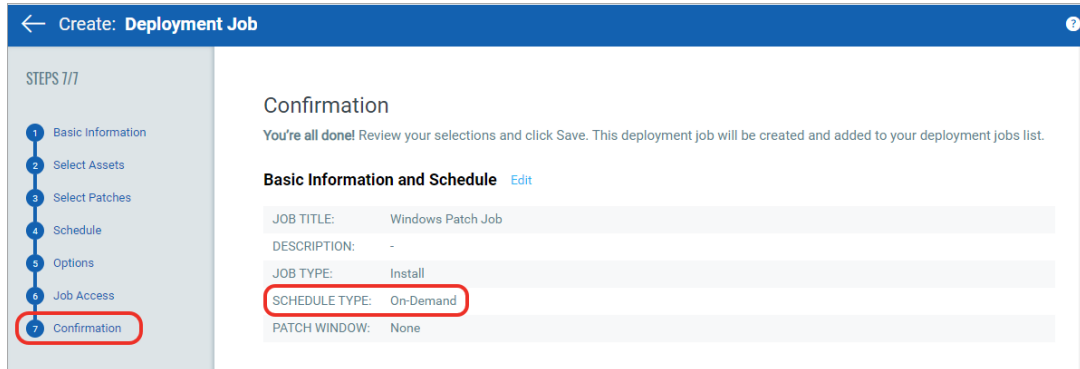 Create: Deployment Job
?
STEPS 7/7
1 Basic Information
2 Select Assets
3 Select Patches
4 Schedule
5 Options
6 Job Access
7 Confirmation
Confirmation
You're all done! Review your selections and click Save. This deployment job will be created and added to your deployment jobs list.
Basic Information and Schedule Edit
JOB TITLE: Windows Patch Job
DESCRIPTION: -
JOB TYPE: Install
SCHEDULE TYPE: On-Demand
PATCH WINDOW: None